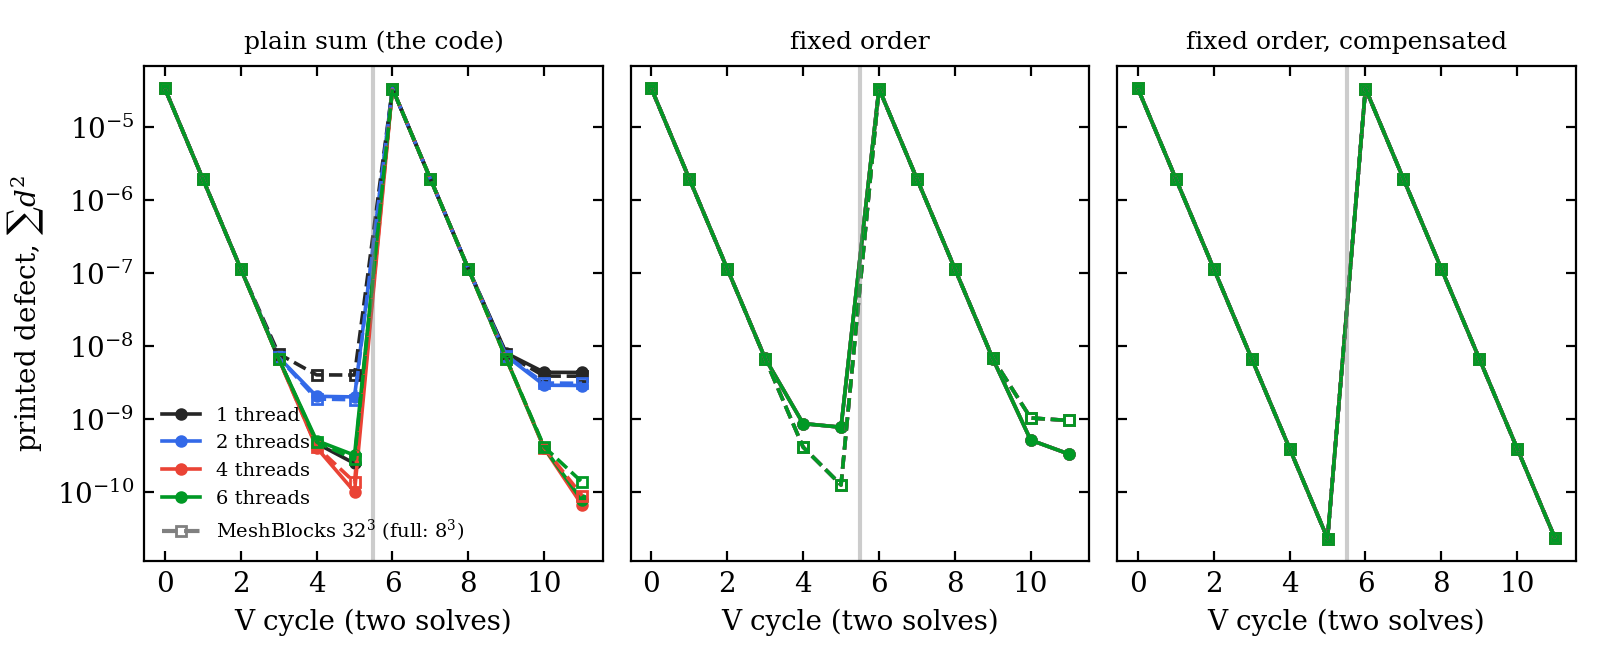 plain sum (the code)
fixed order
fixed order, compensated
printed defect, ∑d²
10⁻⁵
10⁻⁶
10⁻⁷
10⁻⁸
10⁻⁹
10⁻¹⁰
1 thread
2 threads
4 threads
6 threads
MeshBlocks 32³ (full: 8³)
0 2 4 6 8 10
0 2 4 6 8 10
0 2 4 6 8 10
V cycle (two solves)
V cycle (two solves)
V cycle (two solves)